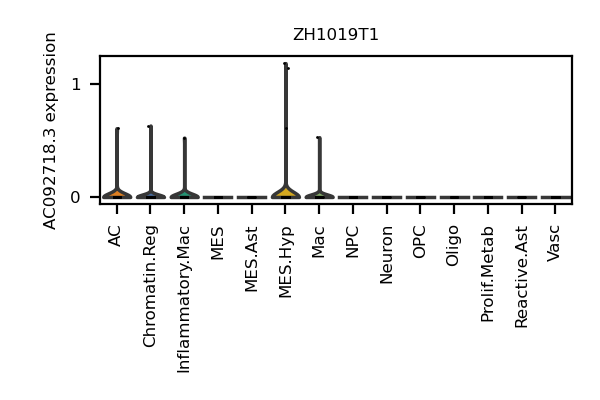 ZH1019T1
AC092718.3 expression
1
0
AC
Chromatin.Reg
Inflammatory.Mac
MES
MES.Ast
MES.Hyp
Mac
NPC
Neuron
OPC
Oligo
Prolif.Metab
Reactive.Ast
Vasc